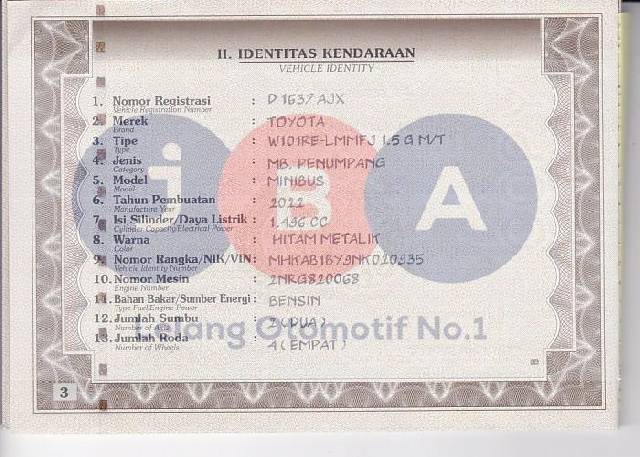 II. IDENTITAS KENDARAAN
VEHICLE IDENTITY
1. Nomor Registrasi : D 1637 AJX
Vehicle Registration Number
2. Merek : TOYOTA
Brand
3. Tipe : W101RE-LMMFJ 1.5 G M/T
Type
4. Jenis : MB. PENUMPANG
Category
5. Model : MINIBUS
Model
6. Tahun Pembuatan : 2022
Manufacture Year
7. Isi Silinder/Daya Listrik : 1.496 CC
Cylinder Capacity/Electrical Power
8. Warna : HITAM METALIK
Color
9. Nomor Rangka/NIK/VIN : MHKAB1BY9NK020935
Vehicle Identity Number
10. Nomor Mesin : 2NRG820068
Engine Number
11. Bahan Bakar/Sumber Energi : BENSIN
Type Fuel/Engine Power
12. Jumlah Sumbu : 2 (DUA)
Number of Axle
13. Jumlah Roda : 4 (EMPAT)
Number of Wheels
iBA
Lelang Otomotif No.1
3